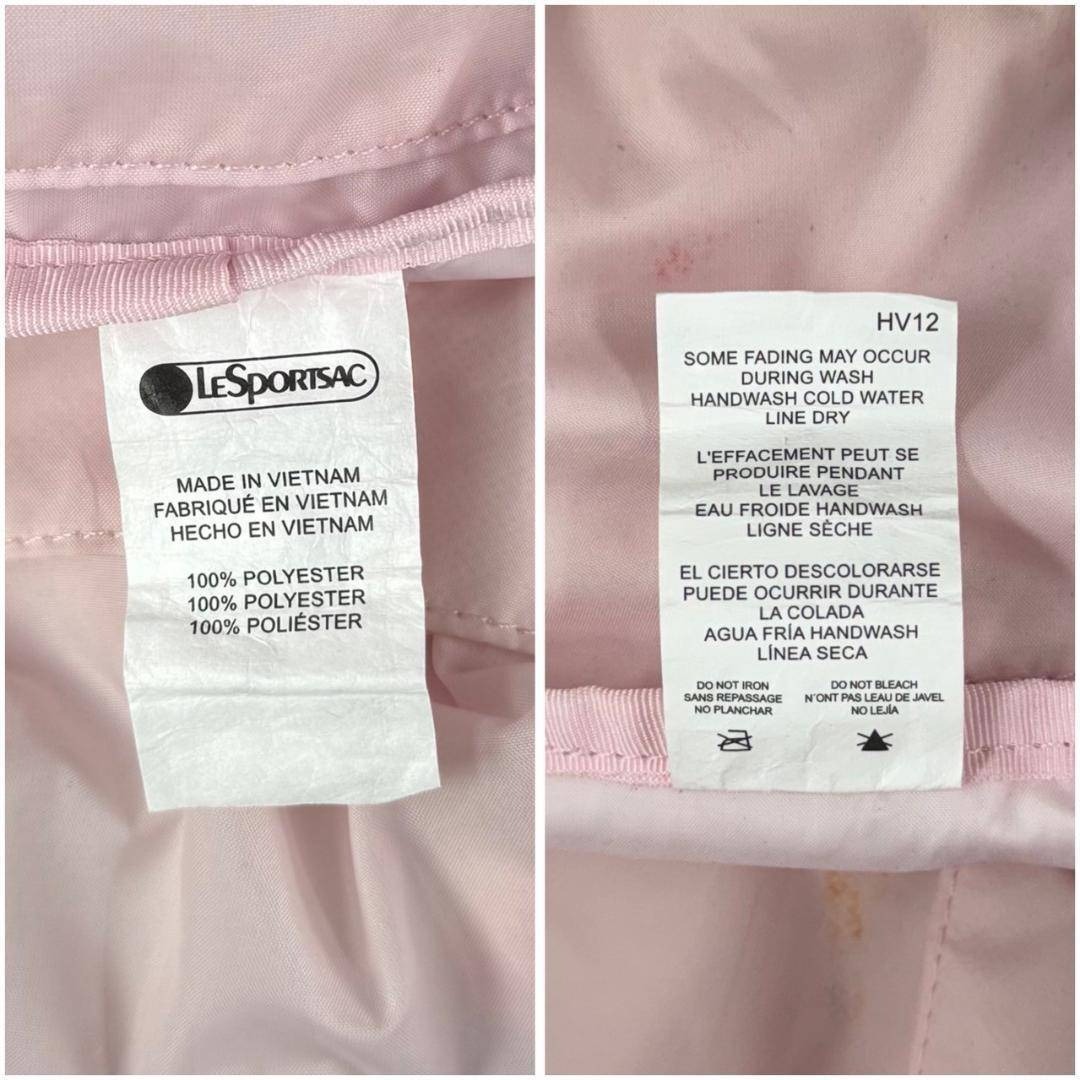 LESPORTSAC
MADE IN VIETNAM
FABRIQUÉ EN VIETNAM
HECHO EN VIETNAM
100% POLYESTER
100% POLYESTER
100% POLIÉSTER
HV12
SOME FADING MAY OCCUR
DURING WASH
HANDWASH COLD WATER
LINE DRY
L'EFFACEMENT PEUT SE
PRODUIRE PENDANT
LE LAVAGE
EAU FROIDE HANDWASH
LIGNE SÈCHE
EL CIERTO DESCOLORARSE
PUEDE OCURRIR DURANTE
LA COLADA
AGUA FRÍA HANDWASH
LÍNEA SECA
DO NOT IRON
SANS REPASSAGE
NO PLANCHAR
DO NOT BLEACH
N'ONT PAS LEAU DE JAVEL
NO LEJÍA